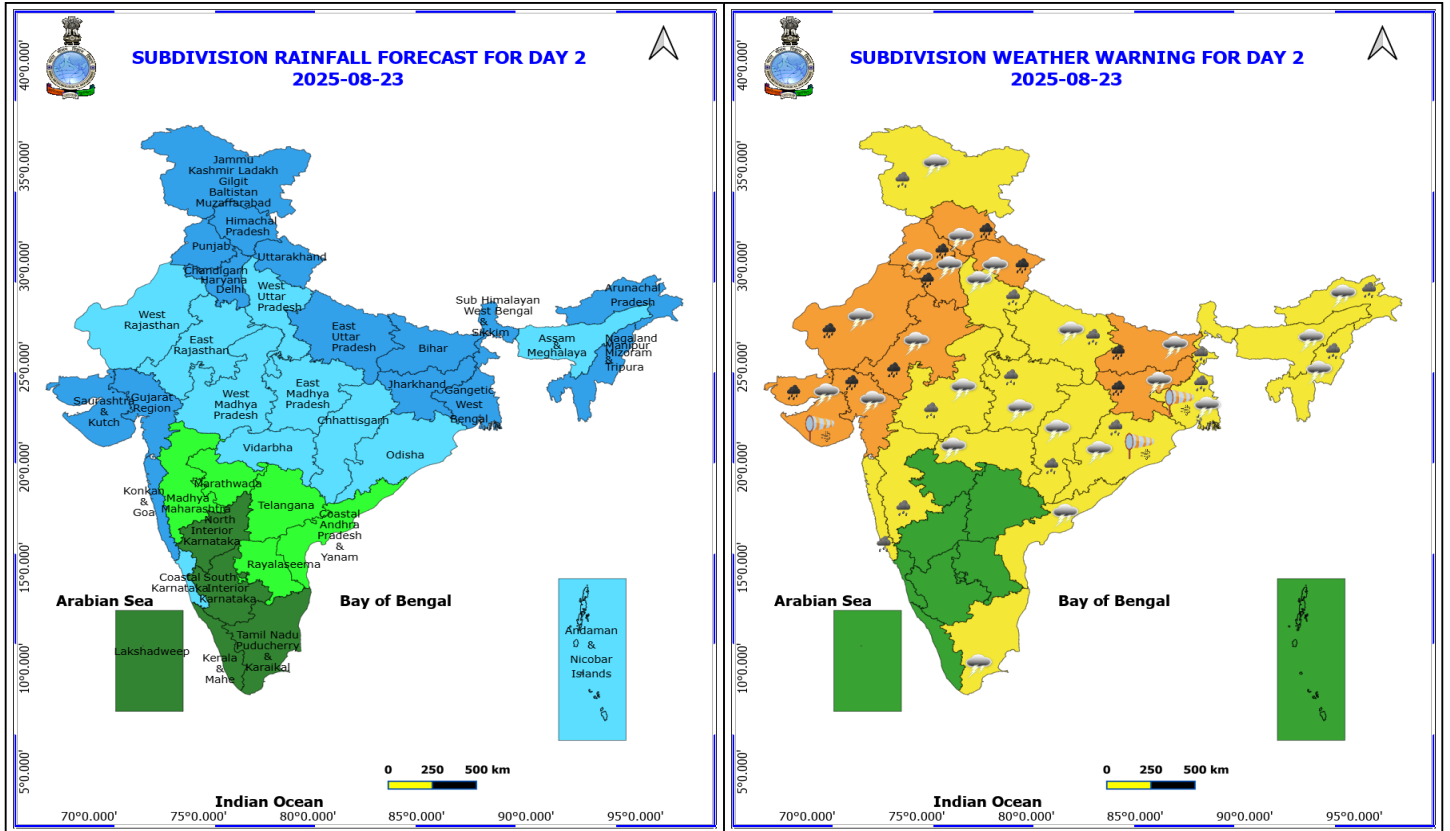 SUBDIVISION RAINFALL FORECAST FOR DAY 2
2025-08-23
40°0.000'
35°0.000'
30°0.000'
25°0.000'
20°0.000'
15°0.000'
10°0.000'
5°0.000'
Jammu
Kashmir Ladakh
Gilgit
Baltistan
Muzaffarabad
Himachal
Pradesh
Punjab
Uttarakhand
Chandigarh
Haryana
Delhi
West
Uttar
Pradesh
West
Rajasthan
East
Rajasthan
East
Uttar
Pradesh
Bihar
Sub Himalayan
West Bengal
&
Sikkim
Arunachal
Pradesh
Assam
&
Meghalaya
Nagaland
Manipur
Mizoram
&
Tripura
Saurashtra
&
Kutch
Gujarat
Region
West
Madhya
Pradesh
East
Madhya
Pradesh
Jharkhand
Gangetic
West
Bengal
Chhattisgarh
Vidarbha
Odisha
Konkan
&
Goa
Madhya
Maharashtra
Marathwada
Telangana
North
Interior
Karnataka
Coastal
Andhra
Pradesh
&
Yanam
Rayalaseema
Coastal
Karnataka
South
Interior
Karnataka
Tamil Nadu
Puducherry
&
Karaikal
Kerala
&
Mahe
Lakshadweep
Andaman
&
Nicobar
Islands
Arabian Sea
Bay of Bengal
0 250 500 km
Indian Ocean
70°0.000' 75°0.000' 80°0.000' 85°0.000' 90°0.000' 95°0.000'
SUBDIVISION WEATHER WARNING FOR DAY 2
2025-08-23
40°0.000'
35°0.000'
30°0.000'
25°0.000'
20°0.000'
15°0.000'
10°0.000'
5°0.000'
Arabian Sea
Bay of Bengal
0 250 500 km
Indian Ocean
70°0.000' 75°0.000' 80°0.000' 85°0.000' 90°0.000' 95°0.000'